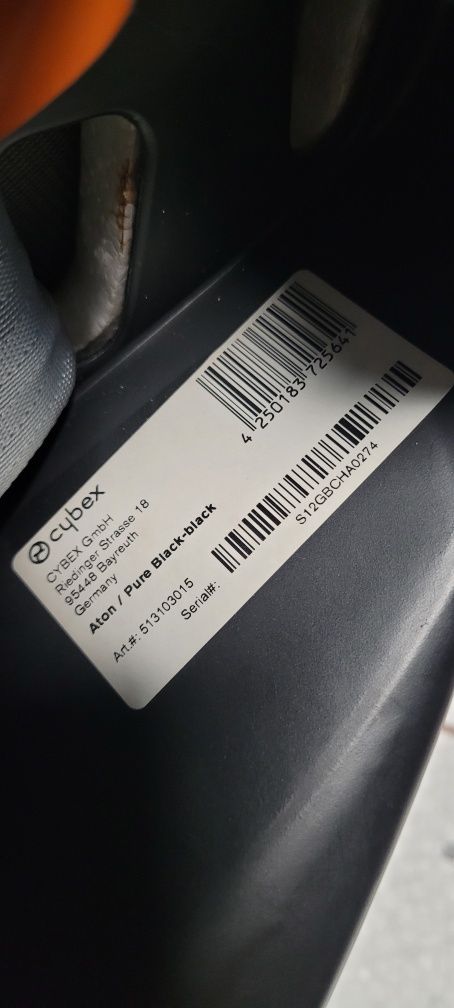 cybex
CYBEX GmbH
Riedinger Strasse 18
95448 Bayreuth
Germany
Aton / Pure Black-black
Art.#: 513103015
Serial#:
4 250183 725641
S12GBCHA0274